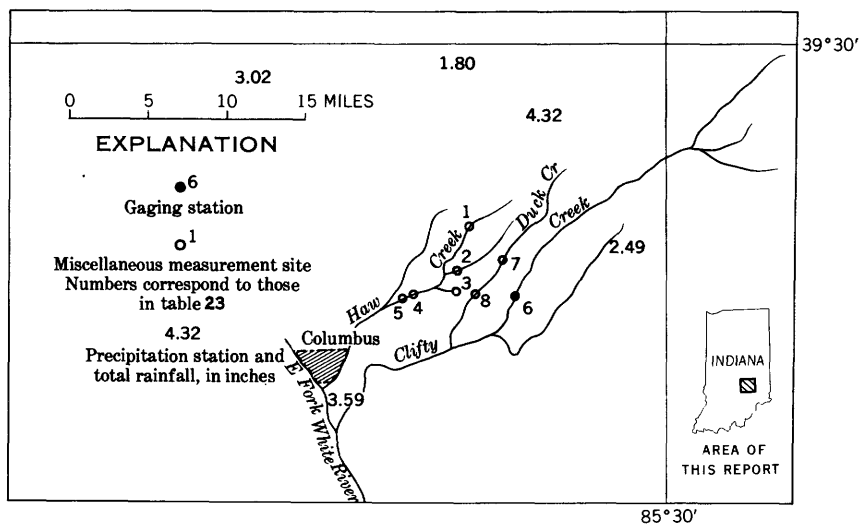 39°30'
3.02
1.80
0 5 10 15 MILES
4.32
EXPLANATION
6
Gaging station
1
Miscellaneous measurement site
Numbers correspond to those
in table 23
4.32
Precipitation station and
total rainfall, in inches
Duck Cr
Creek
1
Creek
2
7
2.49
3
Haw
5
4
8
6
Columbus
Clifty
3.59
E Fork White River
INDIANA
AREA OF
THIS REPORT
85°30'